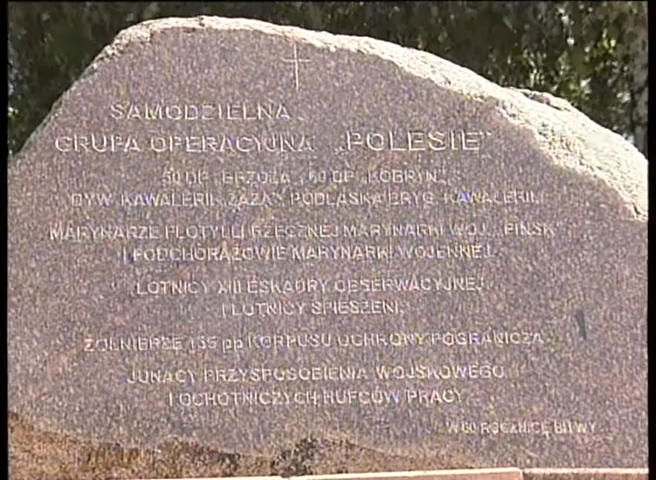 SAMODZIELNA
GRUPA OPERACYJNA „POLESIE"
50 DP „BRZOZA" i 60 DP „KOBRYŃ"
DYW. KAWALERII „ZAZA" PODLASKA BRYG. KAWALERII
MARYNARZE FLOTYLLI RZECZNEJ MARYNARKI WOJ. PIŃSK
I PODCHORĄŻOWIE MARYNARKI WOJENNEJ
LOTNICY XIII ESKADRY OBSERWACYJNEJ
I LOTNICY SPIESZENI
ŻOŁNIERZE 135 pp KORPUSU OCHRONY POGRANICZA
JUNACY PRZYSPOSOBIENIA WOJSKOWEGO
I OCHOTNICZYCH HUFCÓW PRACY
W 60 ROCZNICĘ BITWY